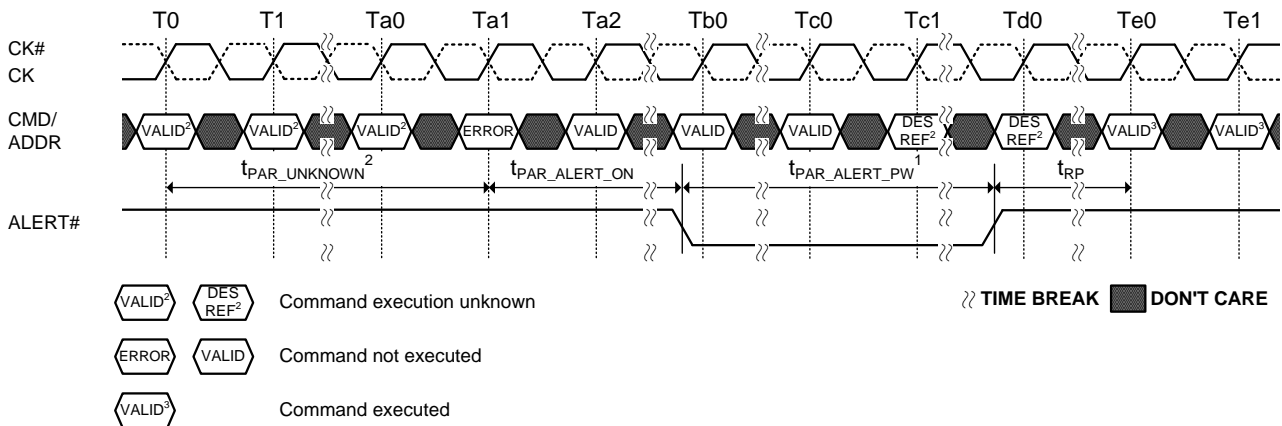 T0 T1 Ta0 Ta1 Ta2 Tb0 Tc0 Tc1 Td0 Te0 Te1
CK#
CK
CMD/
ADDR
VALID² VALID² VALID² ERROR VALID VALID VALID DES REF² DES REF² VALID³ VALID³
tPAR_UNKNOWN² tPAR_ALERT_ON tPAR_ALERT_PW¹ tRP
ALERT#
VALID² DES REF² Command execution unknown
TIME BREAK DON'T CARE
ERROR VALID Command not executed
VALID³ Command executed